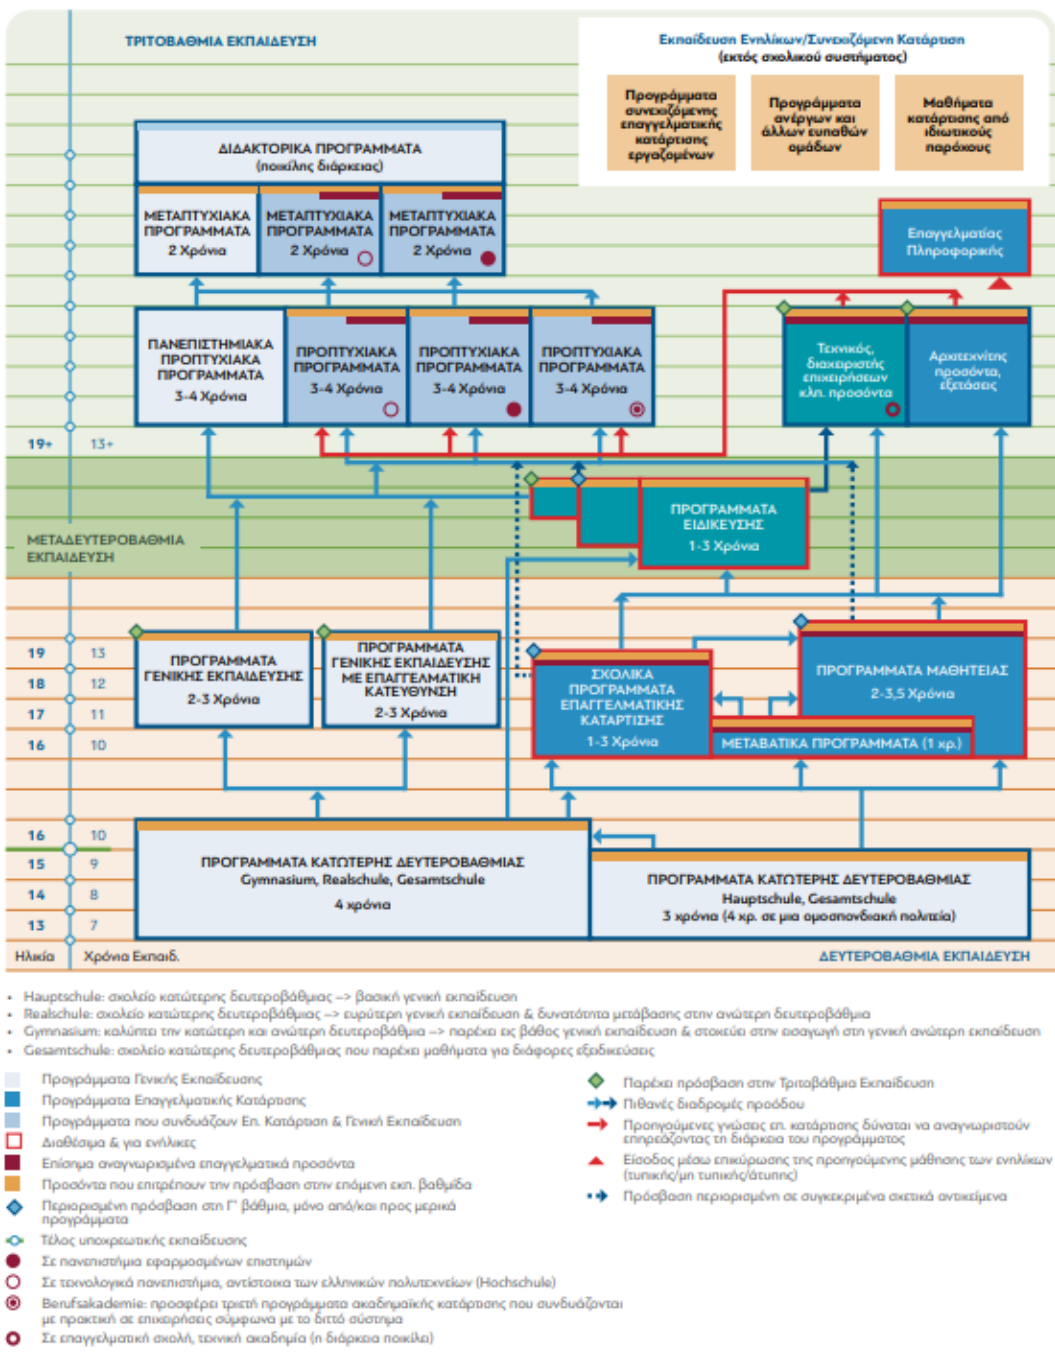 ΤΡΙΤΟΒΑΘΜΙΑ ΕΚΠΑΙΔΕΥΣΗ
Εκπαίδευση Ενηλίκων/Συνεχιζόμενη Κατάρτιση
(εκτός σχολικού συστήματος)
Προγράμματα
συνεχιζόμενης
επαγγελματικής
κατάρτισης
εργαζομένων
Προγράμματα
ανέργων και
άλλων ευπαθών
ομάδων
Μαθήματα
κατάρτισης από
ιδιωτικούς
παρόχους
ΔΙΔΑΚΤΟΡΙΚΑ ΠΡΟΓΡΑΜΜΑΤΑ
(ποικίλης διάρκειας)
ΜΕΤΑΠΤΥΧΙΑΚΑ
ΠΡΟΓΡΑΜΜΑΤΑ
2 Χρόνια
ΜΕΤΑΠΤΥΧΙΑΚΑ
ΠΡΟΓΡΑΜΜΑΤΑ
2 Χρόνια
ΜΕΤΑΠΤΥΧΙΑΚΑ
ΠΡΟΓΡΑΜΜΑΤΑ
2 Χρόνια
Επαγγελματίας
Πληροφορικής
ΠΑΝΕΠΙΣΤΗΜΙΑΚΑ
ΠΡΟΠΤΥΧΙΑΚΑ
ΠΡΟΓΡΑΜΜΑΤΑ
3-4 Χρόνια
ΠΡΟΠΤΥΧΙΑΚΑ
ΠΡΟΓΡΑΜΜΑΤΑ
3-4 Χρόνια
ΠΡΟΠΤΥΧΙΑΚΑ
ΠΡΟΓΡΑΜΜΑΤΑ
3-4 Χρόνια
ΠΡΟΠΤΥΧΙΑΚΑ
ΠΡΟΓΡΑΜΜΑΤΑ
3-4 Χρόνια
Τεχνικός,
διαχειριστής
επιχειρήσεων
κλπ. προσόντα
Αρχιτεχνίτης
προσόντα,
εξετάσεις
19+ 13+
ΜΕΤΑΔΕΥΤΕΡΟΒΑΘΜΙΑ
ΕΚΠΑΙΔΕΥΣΗ
ΠΡΟΓΡΑΜΜΑΤΑ
ΕΙΔΙΚΕΥΣΗΣ
1-3 Χρόνια
19 13
18 12
17 11
16 10
ΠΡΟΓΡΑΜΜΑΤΑ
ΓΕΝΙΚΗΣ ΕΚΠΑΙΔΕΥΣΗΣ
2-3 Χρόνια
ΠΡΟΓΡΑΜΜΑΤΑ
ΓΕΝΙΚΗΣ ΕΚΠΑΙΔΕΥΣΗΣ
ΜΕ ΕΠΑΓΓΕΛΜΑΤΙΚΗ
ΚΑΤΕΥΘΥΝΣΗ
2-3 Χρόνια
ΣΧΟΛΙΚΑ
ΠΡΟΓΡΑΜΜΑΤΑ
ΕΠΑΓΓΕΛΜΑΤΙΚΗΣ
ΚΑΤΑΡΤΙΣΗΣ
1-3 Χρόνια
ΠΡΟΓΡΑΜΜΑΤΑ ΜΑΘΗΤΕΙΑΣ
2-3,5 Χρόνια
ΜΕΤΑΒΑΤΙΚΑ ΠΡΟΓΡΑΜΜΑΤΑ (1 χρ.)
16 10
15 9
14 8
13 7
ΠΡΟΓΡΑΜΜΑΤΑ ΚΑΤΩΤΕΡΗΣ ΔΕΥΤΕΡΟΒΑΘΜΙΑΣ
Gymnasium, Realschule, Gesamtschule
4 χρόνια
ΠΡΟΓΡΑΜΜΑΤΑ ΚΑΤΩΤΕΡΗΣ ΔΕΥΤΕΡΟΒΑΘΜΙΑΣ
Hauptschule, Gesamtschule
3 χρόνια (4 χρ. σε μια ομοσπονδιακή πολιτεία)
Ηλικία Χρόνια Εκπαιδ.
ΔΕΥΤΕΡΟΒΑΘΜΙΑ ΕΚΠΑΙΔΕΥΣΗ
• Hauptschule: σχολείο κατώτερης δευτεροβάθμιας –> βασική γενική εκπαίδευση
• Realschule: σχολείο κατώτερης δευτεροβάθμιας –> ευρύτερη γενική εκπαίδευση & δυνατότητα μετάβασης στην ανώτερη δευτεροβάθμια
• Gymnasium: καλύπτει την κατώτερη και ανώτερη δευτεροβάθμια –> παρέχει εις βάθος γενική εκπαίδευση & στοχεύει στην εισαγωγή στη γενική ανώτερη εκπαίδευση
• Gesamtschule: σχολείο κατώτερης δευτεροβάθμιας που παρέχει μαθήματα για διάφορες εξειδικεύσεις
Προγράμματα Γενικής Εκπαίδευσης
Προγράμματα Επαγγελματικής Κατάρτισης
Προγράμματα που συνδυάζουν Επ. Κατάρτιση & Γενική Εκπαίδευση
Διαθέσιμα & για ενήλικες
Επίσημα αναγνωρισμένα επαγγελματικά προσόντα
Προσόντα που επιτρέπουν την πρόσβαση στην επόμενη εκπ. βαθμίδα
Περιορισμένη πρόσβαση στη Γ' βάθμια, μόνο από/και προς μερικά
προγράμματα
Τέλος υποχρεωτικής εκπαίδευσης
Σε πανεπιστήμια εφαρμοσμένων επιστημών
Σε τεχνολογικά πανεπιστήμια, αντίστοιχα των ελληνικών πολυτεχνείων (Hochschule)
Berufsakademie: προσφέρει τριετή προγράμματα ακαδημαϊκής κατάρτισης που συνδυάζονται
με πρακτική σε επιχειρήσεις σύμφωνα με το διττό σύστημα
Σε επαγγελματική σχολή, τεχνική ακαδημία (η διάρκεια ποικίλει)
Παρέχει πρόσβαση στην Τριτοβάθμια Εκπαίδευση
Πιθανές διαδρομές προόδου
Προηγούμενες γνώσεις επ. κατάρτισης δύναται να αναγνωριστούν
επηρεάζοντας τη διάρκεια του προγράμματος
Είσοδος μέσω επικύρωσης της προηγούμενης μάθησης των ενηλίκων
(τυπικής/μη τυπικής/άτυπης)
Πρόσβαση περιορισμένη σε συγκεκριμένα σχετικά αντικείμενα